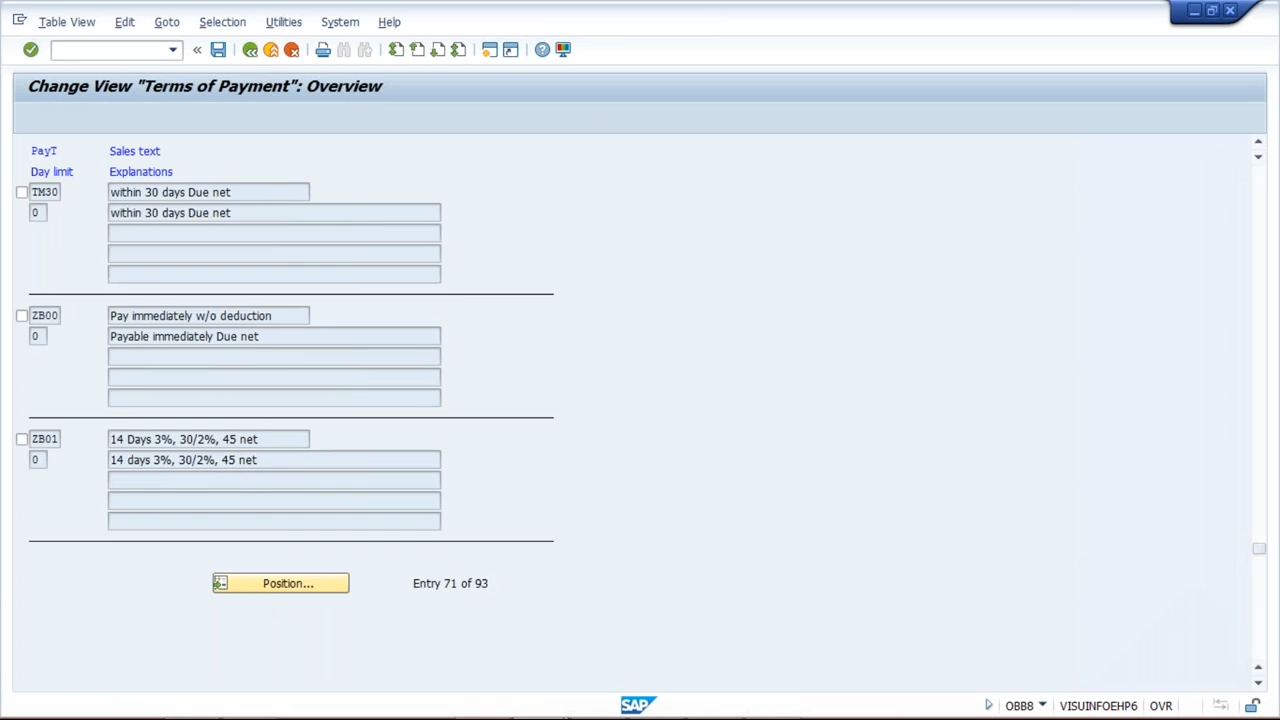 Table View Edit Goto Selection Utilities System Help
Change View "Terms of Payment": Overview
PayT Sales text
Day limit Explanations
TM30 within 30 days Due net
0 within 30 days Due net
ZB00 Pay immediately w/o deduction
0 Payable immediately Due net
ZB01 14 Days 3%, 30/2%, 45 net
0 14 days 3%, 30/2%, 45 net
Position... Entry 71 of 93
SAP OBB8 VISUINFOEHP6 OVR